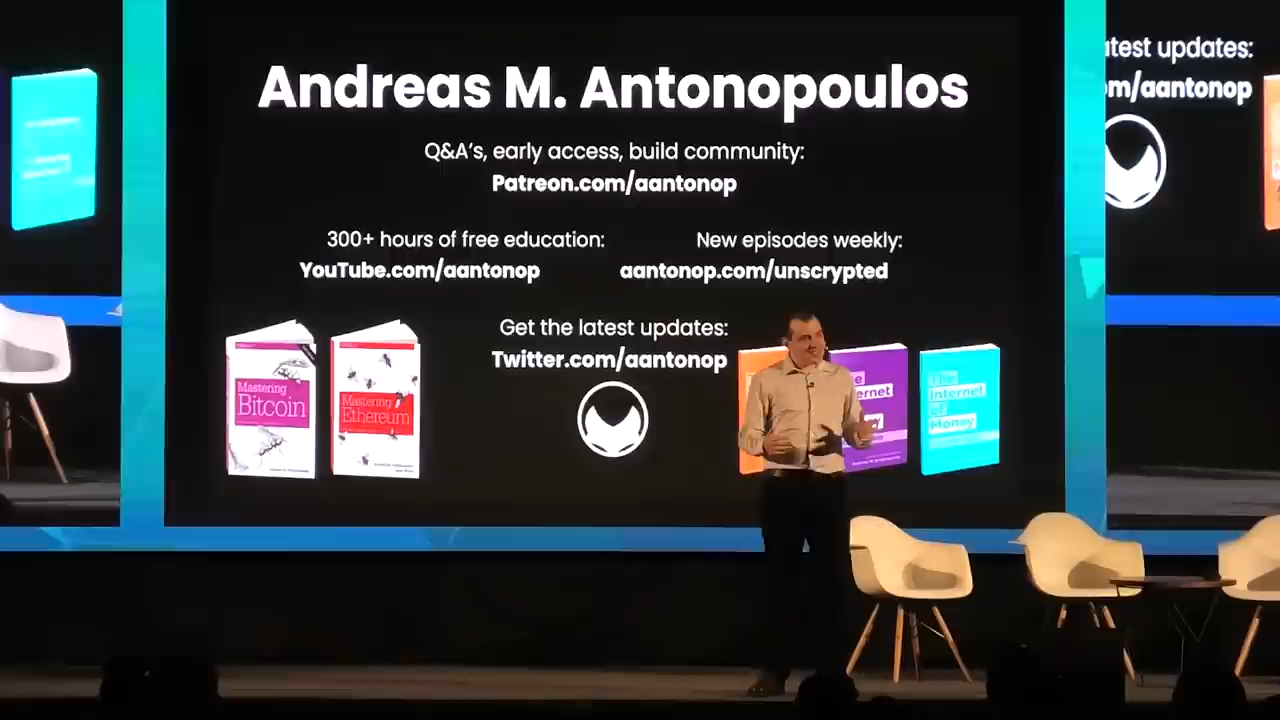 Andreas M. Antonopoulos
Q&A's, early access, build community:
Patreon.com/aantonop
300+ hours of free education:
YouTube.com/aantonop
New episodes weekly:
aantonop.com/unscrypted
Get the latest updates:
Twitter.com/aantonop
Mastering
Bitcoin
Mastering
Ethereum
The
Internet
of
Money
atest updates:
om/aantonop